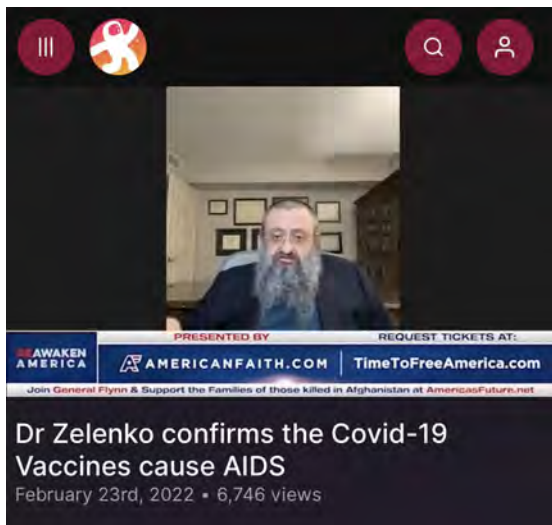 PRESENTED BY
REQUEST TICKETS AT:
REAWAKEN
AMERICA
AF AMERICANFAITH.COM
TimeToFreeAmerica.com
Join General Flynn & Support the Families of those killed in Afghanistan at AmericasFuture.net
Dr Zelenko confirms the Covid-19
Vaccines cause AIDS
February 23rd, 2022 • 6,746 views